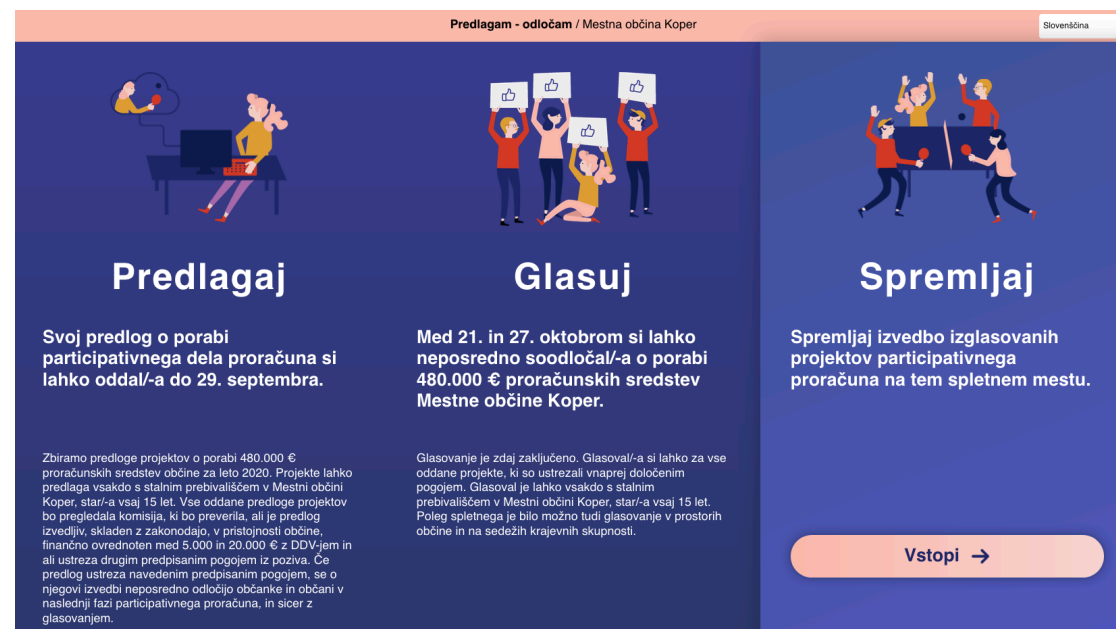 Predlagam - odločam / Mestna občina Koper
Slovenščina
Predlagaj
Svoj predlog o porabi
participativnega dela proračuna si
lahko oddal/-a do 29. septembra.
Zbiramo predloge projektov o porabi 480.000 €
proračunskih sredstev občine za leto 2020. Projekte lahko
predlaga vsakdo s stalnim prebivališčem v Mestni občini
Koper, star/-a vsaj 15 let. Vse oddane predloge projektov
bo pregledala komisija, ki bo preverila, ali je predlog
izvedljiv, skladen z zakonodajo, v pristojnosti občine,
finančno ovrednoten med 5.000 in 20.000 € z DDV-jem in
ali ustreza drugim predpisanim pogojem iz poziva. Če
predlog ustreza navedenim predpisanim pogojem, se o
njegovi izvedbi neposredno odločijo občanke in občani v
naslednji fazi participativnega proračuna, in sicer z
glasovanjem.
Glasuj
Med 21. in 27. oktobrom si lahko
neposredno soodločal/-a o porabi
480.000 € proračunskih sredstev
Mestne občine Koper.
Glasovanje je zdaj zaključeno. Glasoval/-a si lahko za vse
oddane projekte, ki so ustrezali vnaprej določenim
pogojem. Glasoval je lahko vsakdo s stalnim
prebivališčem v Mestni občini Koper, star/-a vsaj 15 let.
Poleg spletnega je bilo možno tudi glasovanje v prostorih
občine in na sedežih krajevnih skupnosti.
Spremljaj
Spremljaj izvedbo izglasovanih
projektov participativnega
proračuna na tem spletnem mestu.
Vstopi →